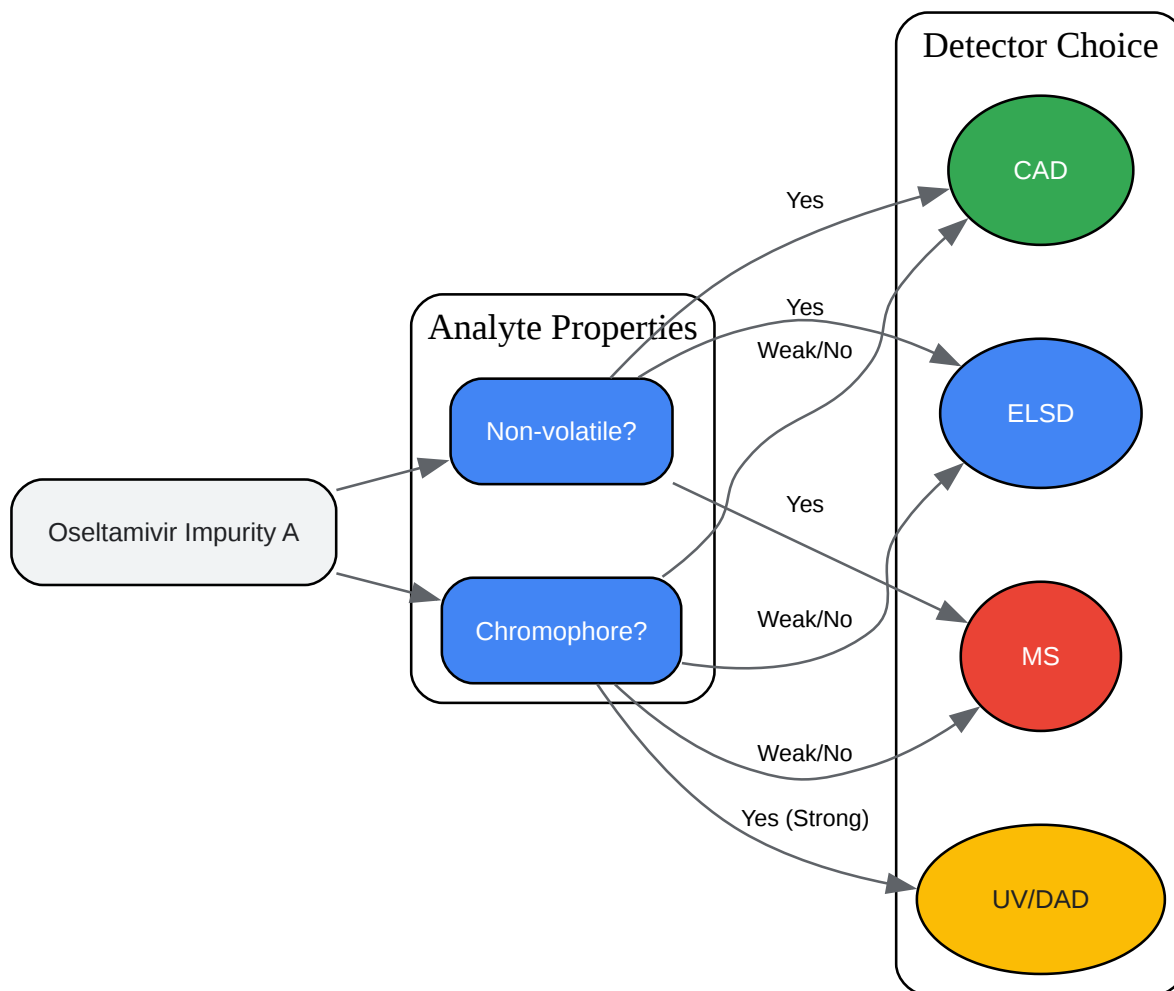 Detector Choice
CAD
Yes
Yes
Analyte Properties
Weak/No
Non-volatile?
ELSD
Yes
Oseltamivir Impurity A
Weak/No
Chromophore?
MS
Weak/No
Yes (Strong)
UV/DAD